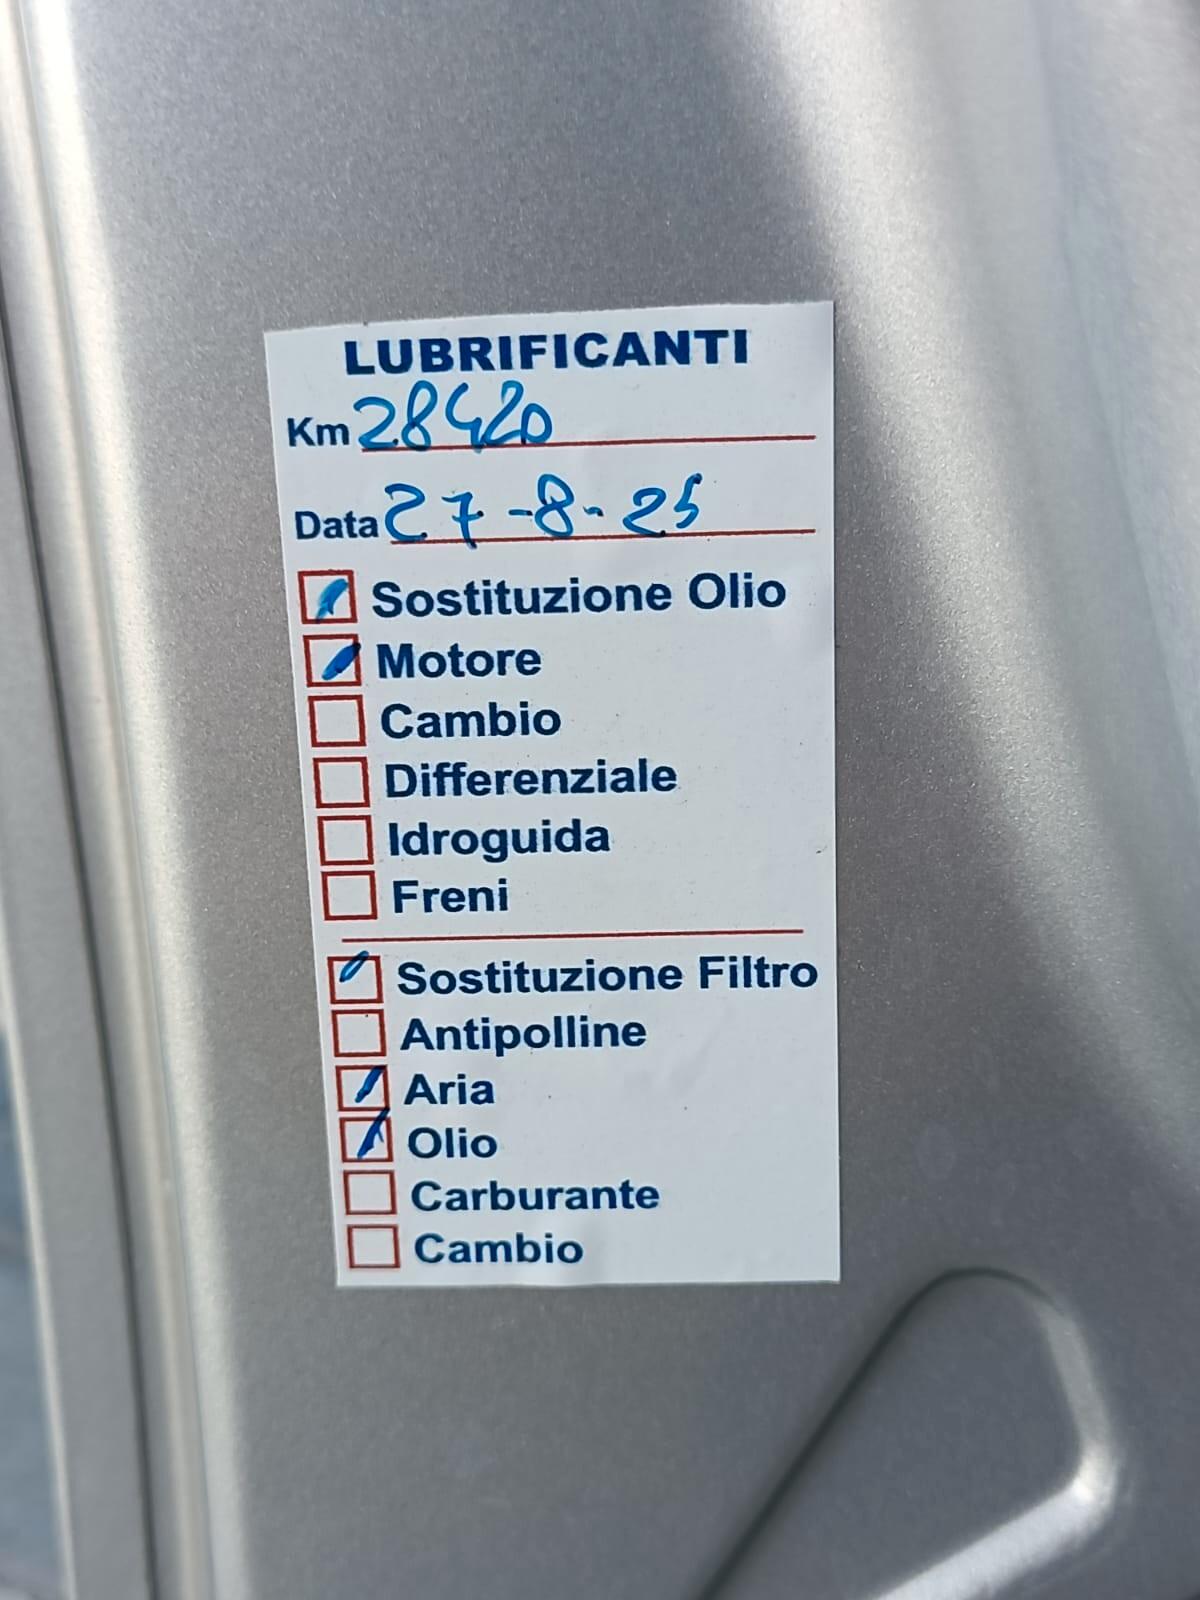 LUBRIFICANTI
Km 28420
Data 27-8-25
Sostituzione Olio
Motore
Cambio
Differenziale
Idroguida
Freni
Sostituzione Filtro
Antipolline
Aria
Olio
Carburante
Cambio